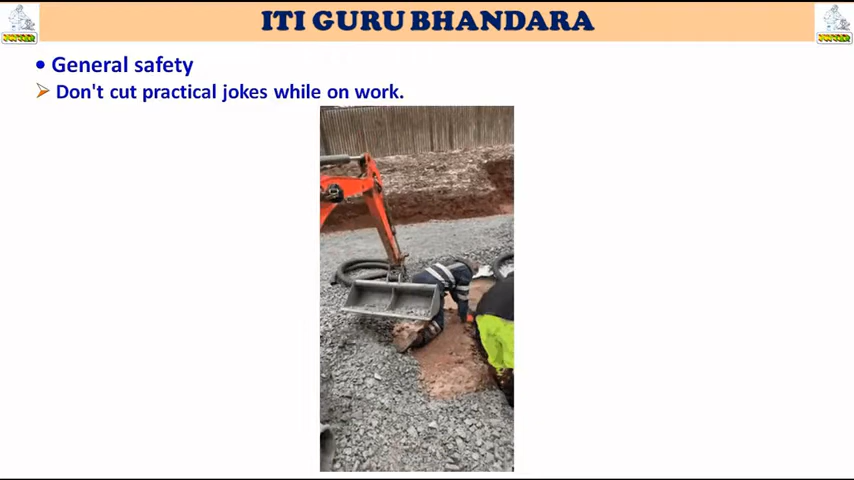 ITI GURU BHANDARA
• General safety
➢ Don't cut practical jokes while on work.